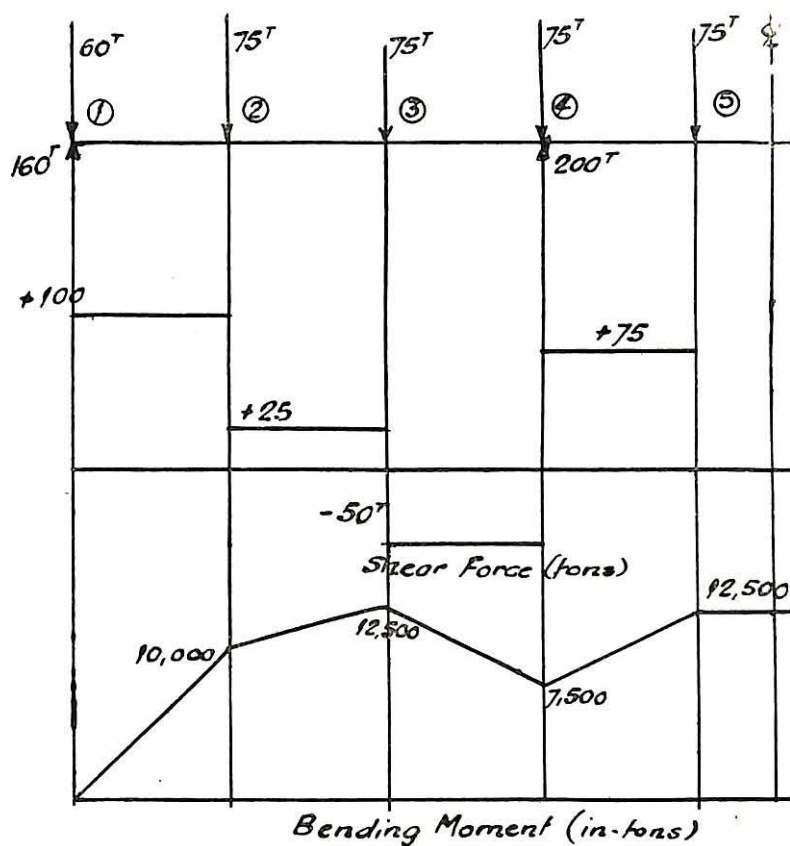 60T 75T 75T 75T 75T ℄
① ② ③ ④ ⑤
160T 200T
+100
+75
+25
-50T
Shear Force (tons)
12,500
12,500
10,000
7,500
Bending Moment (in-tons)